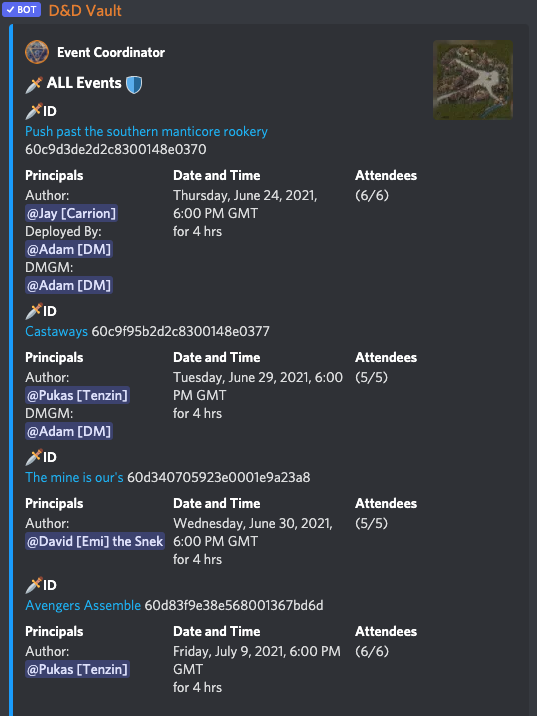 BOT D&D Vault
Event Coordinator
ALL Events
ID
Push past the southern manticore rookery
60c9d3de2d2c8300148e0370
Principals Date and Time Attendees
Author: Thursday, June 24, 2021, (6/6)
@Jay [Carrion] 6:00 PM GMT
Deployed By: for 4 hrs
@Adam [DM]
DMGM:
@Adam [DM]
ID
Castaways 60c9f95b2d2c8300148e0377
Principals Date and Time Attendees
Author: Tuesday, June 29, 2021, 6:00 (5/5)
@Pukas [Tenzin] PM GMT
DMGM: for 4 hrs
@Adam [DM]
ID
The mine is our's 60d340705923e0001e9a23a8
Principals Date and Time Attendees
Author: Wednesday, June 30, 2021, (5/5)
@David [Emi] the Snek 6:00 PM GMT
for 4 hrs
ID
Avengers Assemble 60d83f9e38e568001367bd6d
Principals Date and Time Attendees
Author: Friday, July 9, 2021, 6:00 PM (6/6)
@Pukas [Tenzin] GMT
for 4 hrs